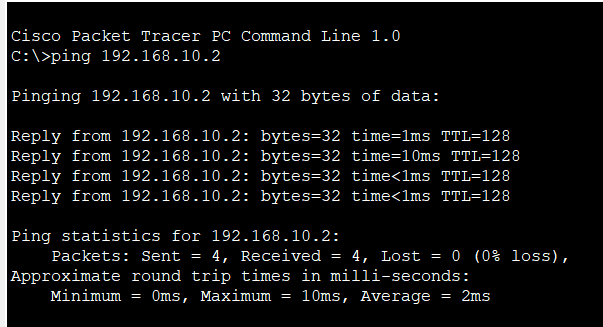 Cisco Packet Tracer PC Command Line 1.0
C:\>ping 192.168.10.2
Pinging 192.168.10.2 with 32 bytes of data:
Reply from 192.168.10.2: bytes=32 time=1ms TTL=128
Reply from 192.168.10.2: bytes=32 time=10ms TTL=128
Reply from 192.168.10.2: bytes=32 time<1ms TTL=128
Reply from 192.168.10.2: bytes=32 time<1ms TTL=128
Ping statistics for 192.168.10.2:
Packets: Sent = 4, Received = 4, Lost = 0 (0% loss),
Approximate round trip times in milli-seconds:
Minimum = 0ms, Maximum = 10ms, Average = 2ms